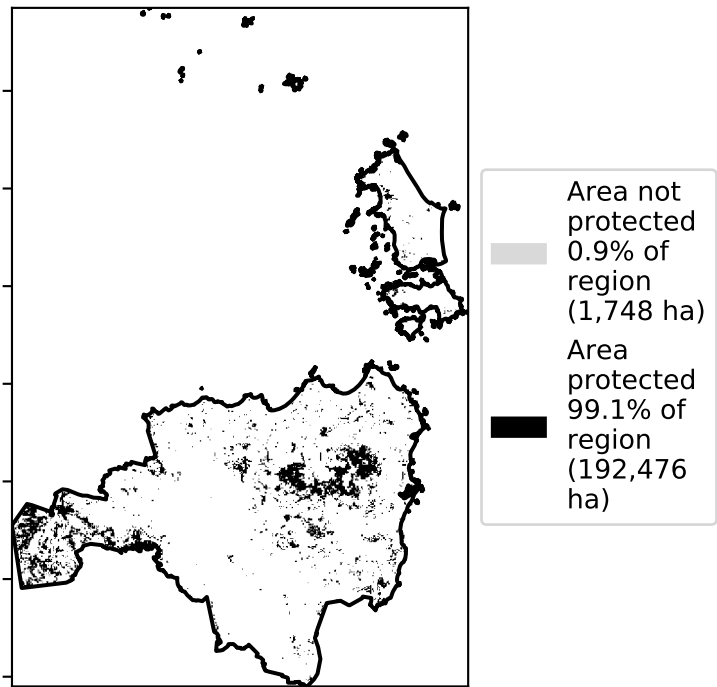 Area not
protected
0.9% of
region
(1,748 ha)
Area
protected
99.1% of
region
(192,476
ha)